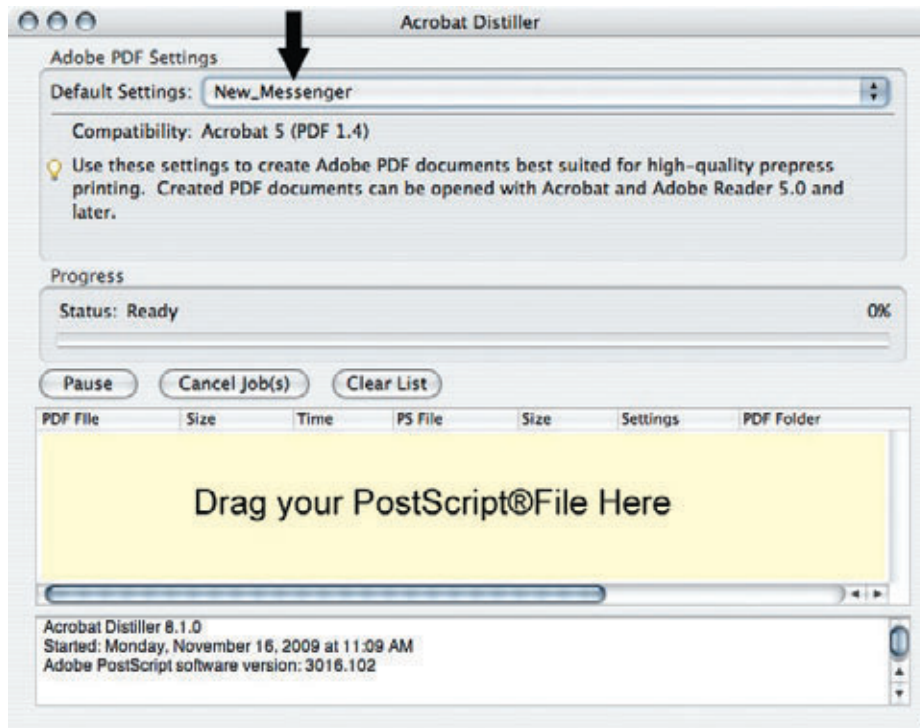 Acrobat Distiller
Adobe PDF Settings
Default Settings: New_Messenger
Compatibility: Acrobat 5 (PDF 1.4)
Use these settings to create Adobe PDF documents best suited for high-quality prepress
printing. Created PDF documents can be opened with Acrobat and Adobe Reader 5.0 and
later.
Progress
Status: Ready 0%
Pause Cancel Job(s) Clear List
PDF File Size Time PS File Size Settings PDF Folder
Drag your PostScript®File Here
Acrobat Distiller 8.1.0
Started: Monday, November 16, 2009 at 11:09 AM
Adobe PostScript software version: 3016.102